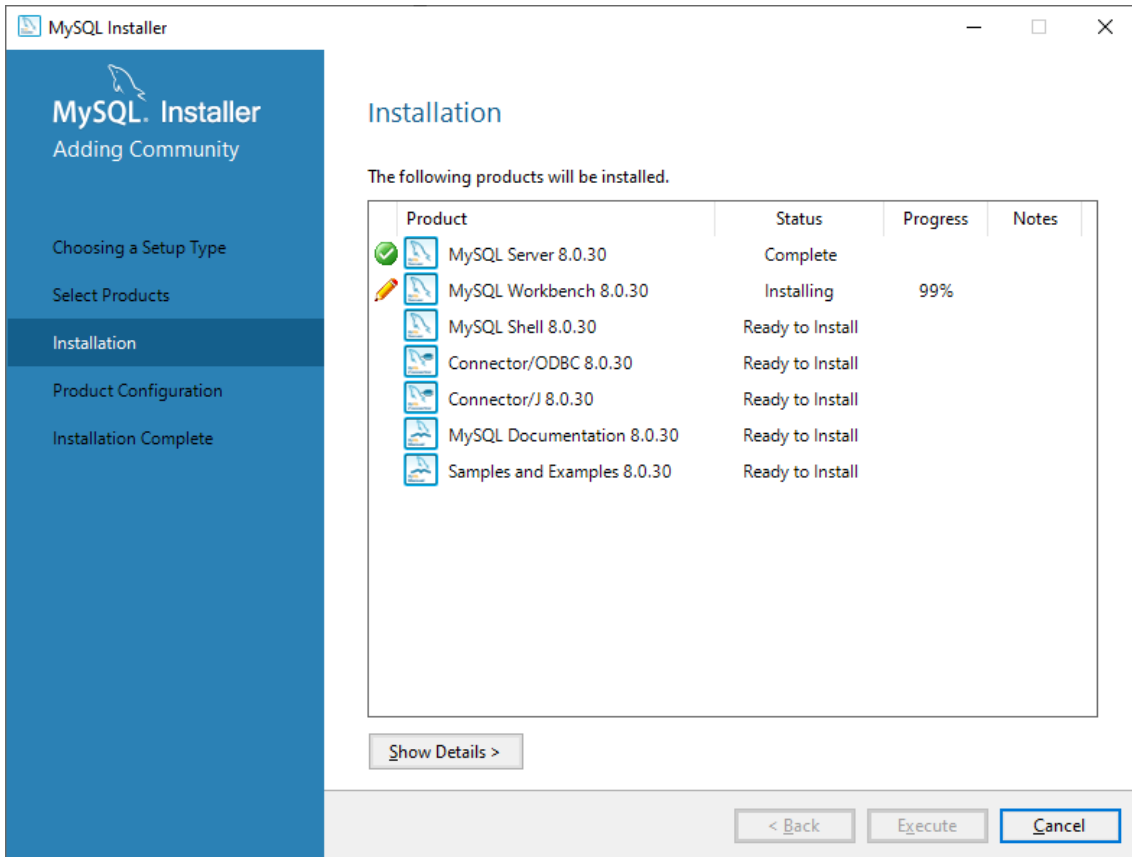 MySQL Installer
MySQL. Installer
Adding Community
Choosing a Setup Type
Select Products
Installation
Product Configuration
Installation Complete
Installation
The following products will be installed.
Product Status Progress Notes
MySQL Server 8.0.30 Complete
MySQL Workbench 8.0.30 Installing 99%
MySQL Shell 8.0.30 Ready to Install
Connector/ODBC 8.0.30 Ready to Install
Connector/J 8.0.30 Ready to Install
MySQL Documentation 8.0.30 Ready to Install
Samples and Examples 8.0.30 Ready to Install
Show Details >
< Back Execute Cancel